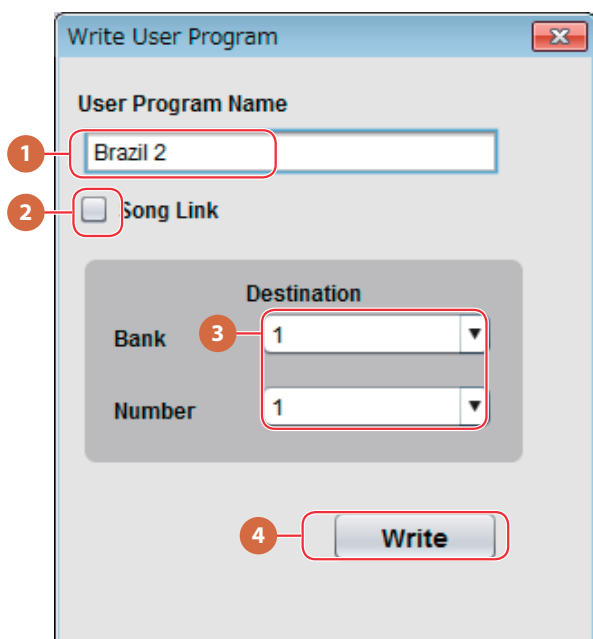 Write User Program
User Program Name
1 Brazil 2
2 Song Link
Destination
Bank 3 1
Number 1
4 Write